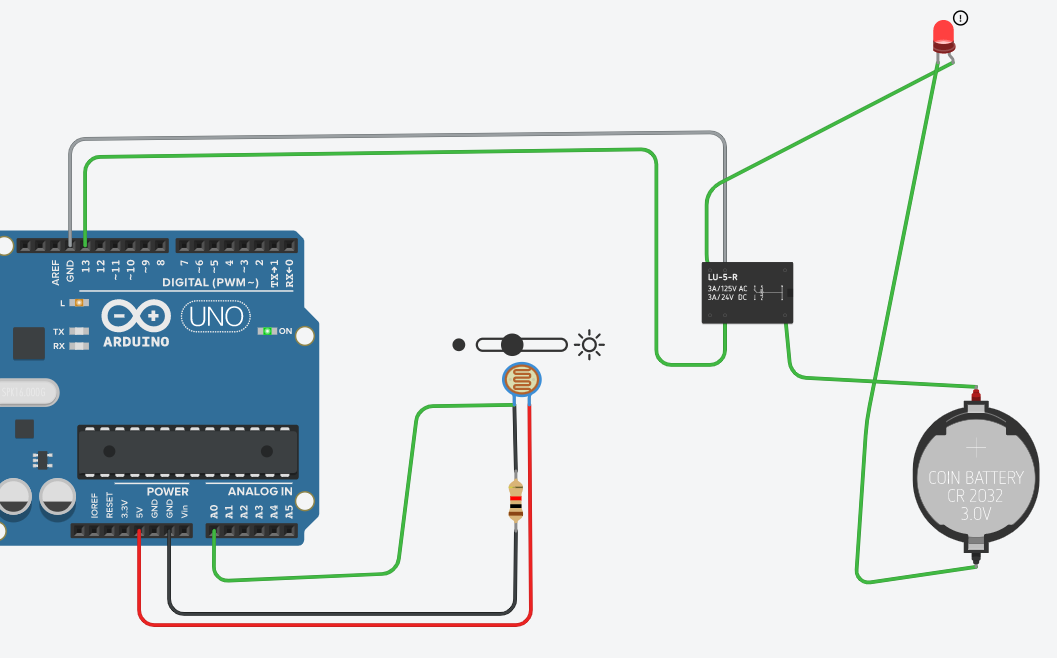 !
LU-5-R
3A/125V AC
3A/24V DC
AREF
GND
13
12
~11
~10
~9
8
7
~6
~5
4
~3
2
TX→1
RX←0
DIGITAL (PWM~)
L
TX
RX
ARDUINO
UNO
ON
POWER
ANALOG IN
IOREF
RESET
3.3V
5V
GND
GND
Vin
A0
A1
A2
A3
A4
A5
COIN BATTERY
CR 2032
3.0V